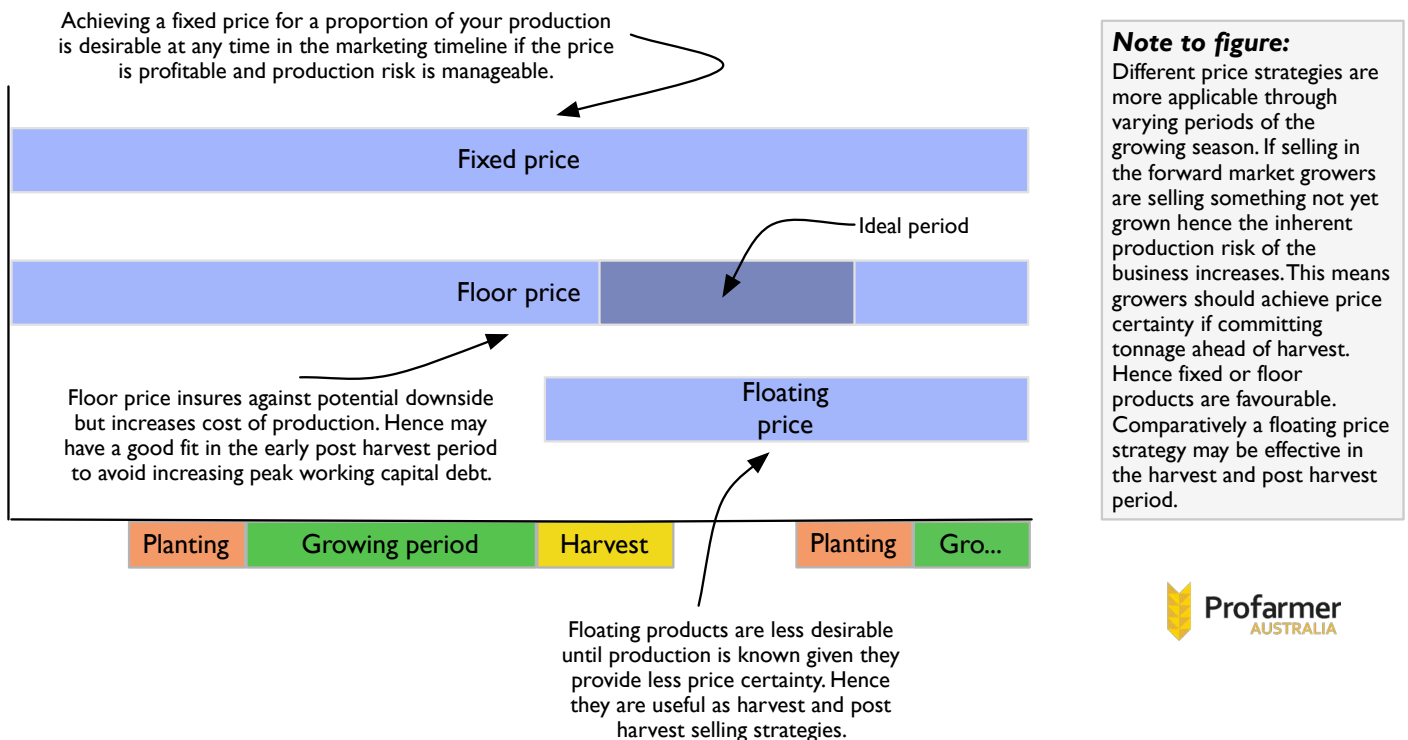 Achieving a fixed price for a proportion of your production
is desirable at any time in the marketing timeline if the price
is profitable and production risk is manageable.
Fixed price
Ideal period
Floor price
Floor price insures against potential downside
but increases cost of production. Hence may
have a good fit in the early post harvest period
to avoid increasing peak working capital debt.
Floating
price
Planting
Growing period
Harvest
Planting
Gro...
Floating products are less desirable
until production is known given they
provide less price certainty. Hence
they are useful as harvest and post
harvest selling strategies.
Note to figure:
Different price strategies are
more applicable through
varying periods of the
growing season. If selling in
the forward market growers
are selling something not yet
grown hence the inherent
production risk of the
business increases. This means
growers should achieve price
certainty if committing
tonnage ahead of harvest.
Hence fixed or floor
products are favourable.
Comparatively a floating price
strategy may be effective in
the harvest and post harvest
period.
Profarmer
AUSTRALIA